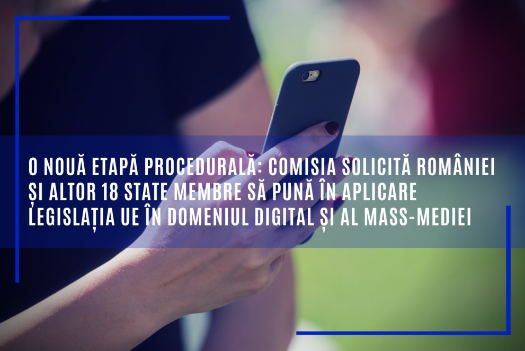 O NOUĂ ETAPĂ PROCEDURALĂ: COMISIA SOLICITĂ ROMÂNIEI
ȘI ALTOR 18 STATE MEMBRE SĂ PUNĂ ÎN APLICARE
LEGISLAȚIA UE ÎN DOMENIUL DIGITAL ȘI AL MASS-MEDIEI